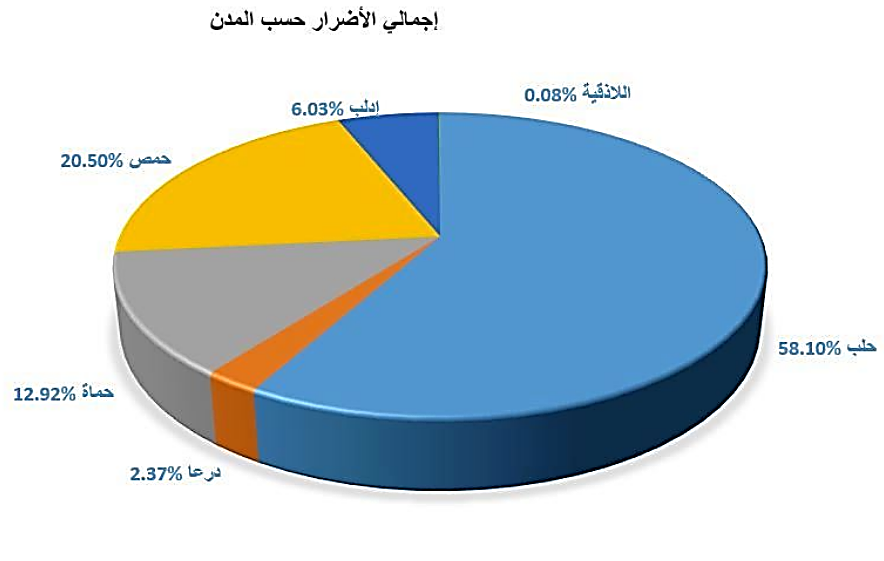 إجمالي الأضرار حسب المدن
اللاذقية 0.08%
إدلب 6.03%
حمص 20.50%
حلب 58.10%
حماة 12.92%
درعا 2.37%